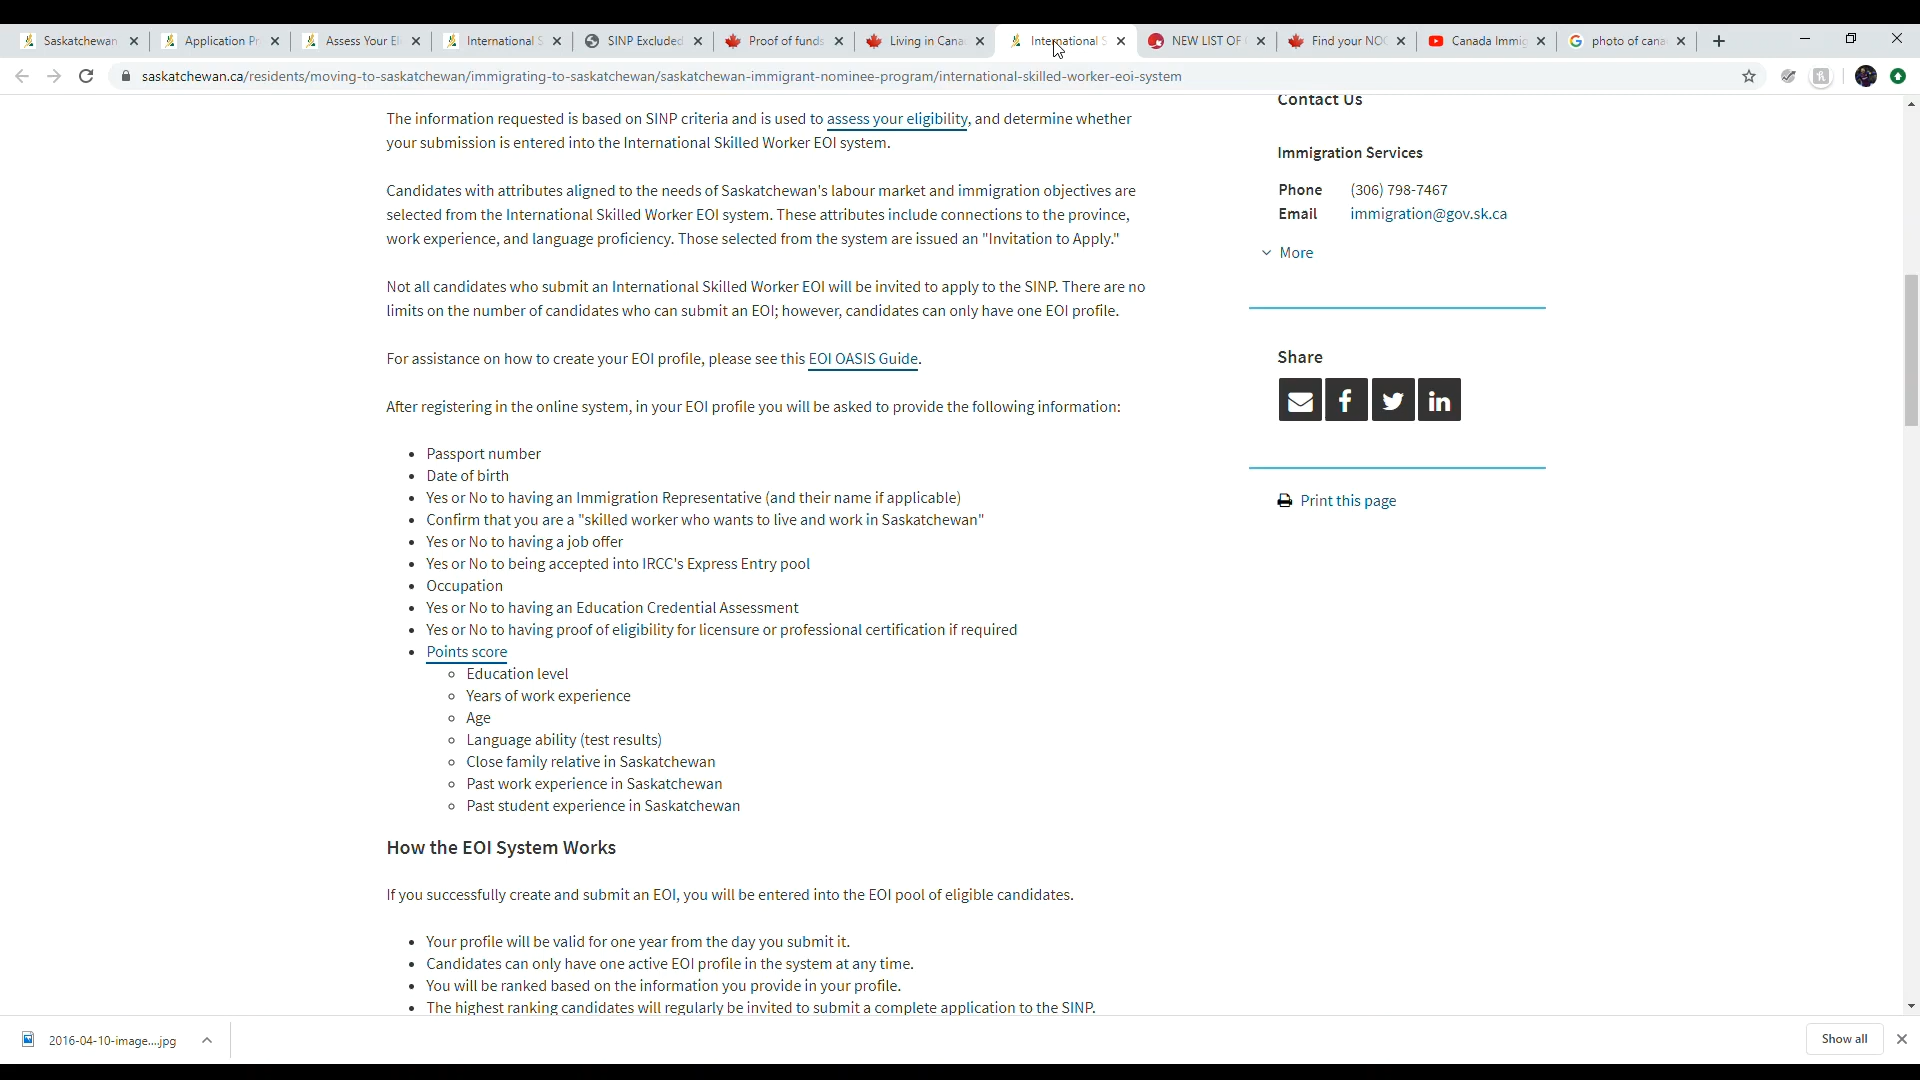 Saskatchewan
Application Pr
Assess Your El
International S
SINP Excluded
Proof of funds
Living in Cana
International S
NEW LIST OF
Find your NOC
Canada Immig
photo of cana
saskatchewan.ca/residents/moving-to-saskatchewan/immigrating-to-saskatchewan/saskatchewan-immigrant-nominee-program/international-skilled-worker-eoi-system
The information requested is based on SINP criteria and is used to assess your eligibility, and determine whether
your submission is entered into the International Skilled Worker EOI system.
Candidates with attributes aligned to the needs of Saskatchewan's labour market and immigration objectives are
selected from the International Skilled Worker EOI system. These attributes include connections to the province,
work experience, and language proficiency. Those selected from the system are issued an "Invitation to Apply."
Not all candidates who submit an International Skilled Worker EOI will be invited to apply to the SINP. There are no
limits on the number of candidates who can submit an EOI; however, candidates can only have one EOI profile.
For assistance on how to create your EOI profile, please see this EOI OASIS Guide.
After registering in the online system, in your EOI profile you will be asked to provide the following information:
• Passport number
• Date of birth
• Yes or No to having an Immigration Representative (and their name if applicable)
• Confirm that you are a "skilled worker who wants to live and work in Saskatchewan"
• Yes or No to having a job offer
• Yes or No to being accepted into IRCC's Express Entry pool
• Occupation
• Yes or No to having an Education Credential Assessment
• Yes or No to having proof of eligibility for licensure or professional certification if required
• Points score
◦ Education level
◦ Years of work experience
◦ Age
◦ Language ability (test results)
◦ Close family relative in Saskatchewan
◦ Past work experience in Saskatchewan
◦ Past student experience in Saskatchewan
How the EOI System Works
If you successfully create and submit an EOI, you will be entered into the EOI pool of eligible candidates.
• Your profile will be valid for one year from the day you submit it.
• Candidates can only have one active EOI profile in the system at any time.
• You will be ranked based on the information you provide in your profile.
• The highest ranking candidates will regularly be invited to submit a complete application to the SINP.
Contact Us
Immigration Services
Phone (306) 798-7467
Email immigration@gov.sk.ca
More
Share
Print this page
2016-04-10-image....jpg
Show all